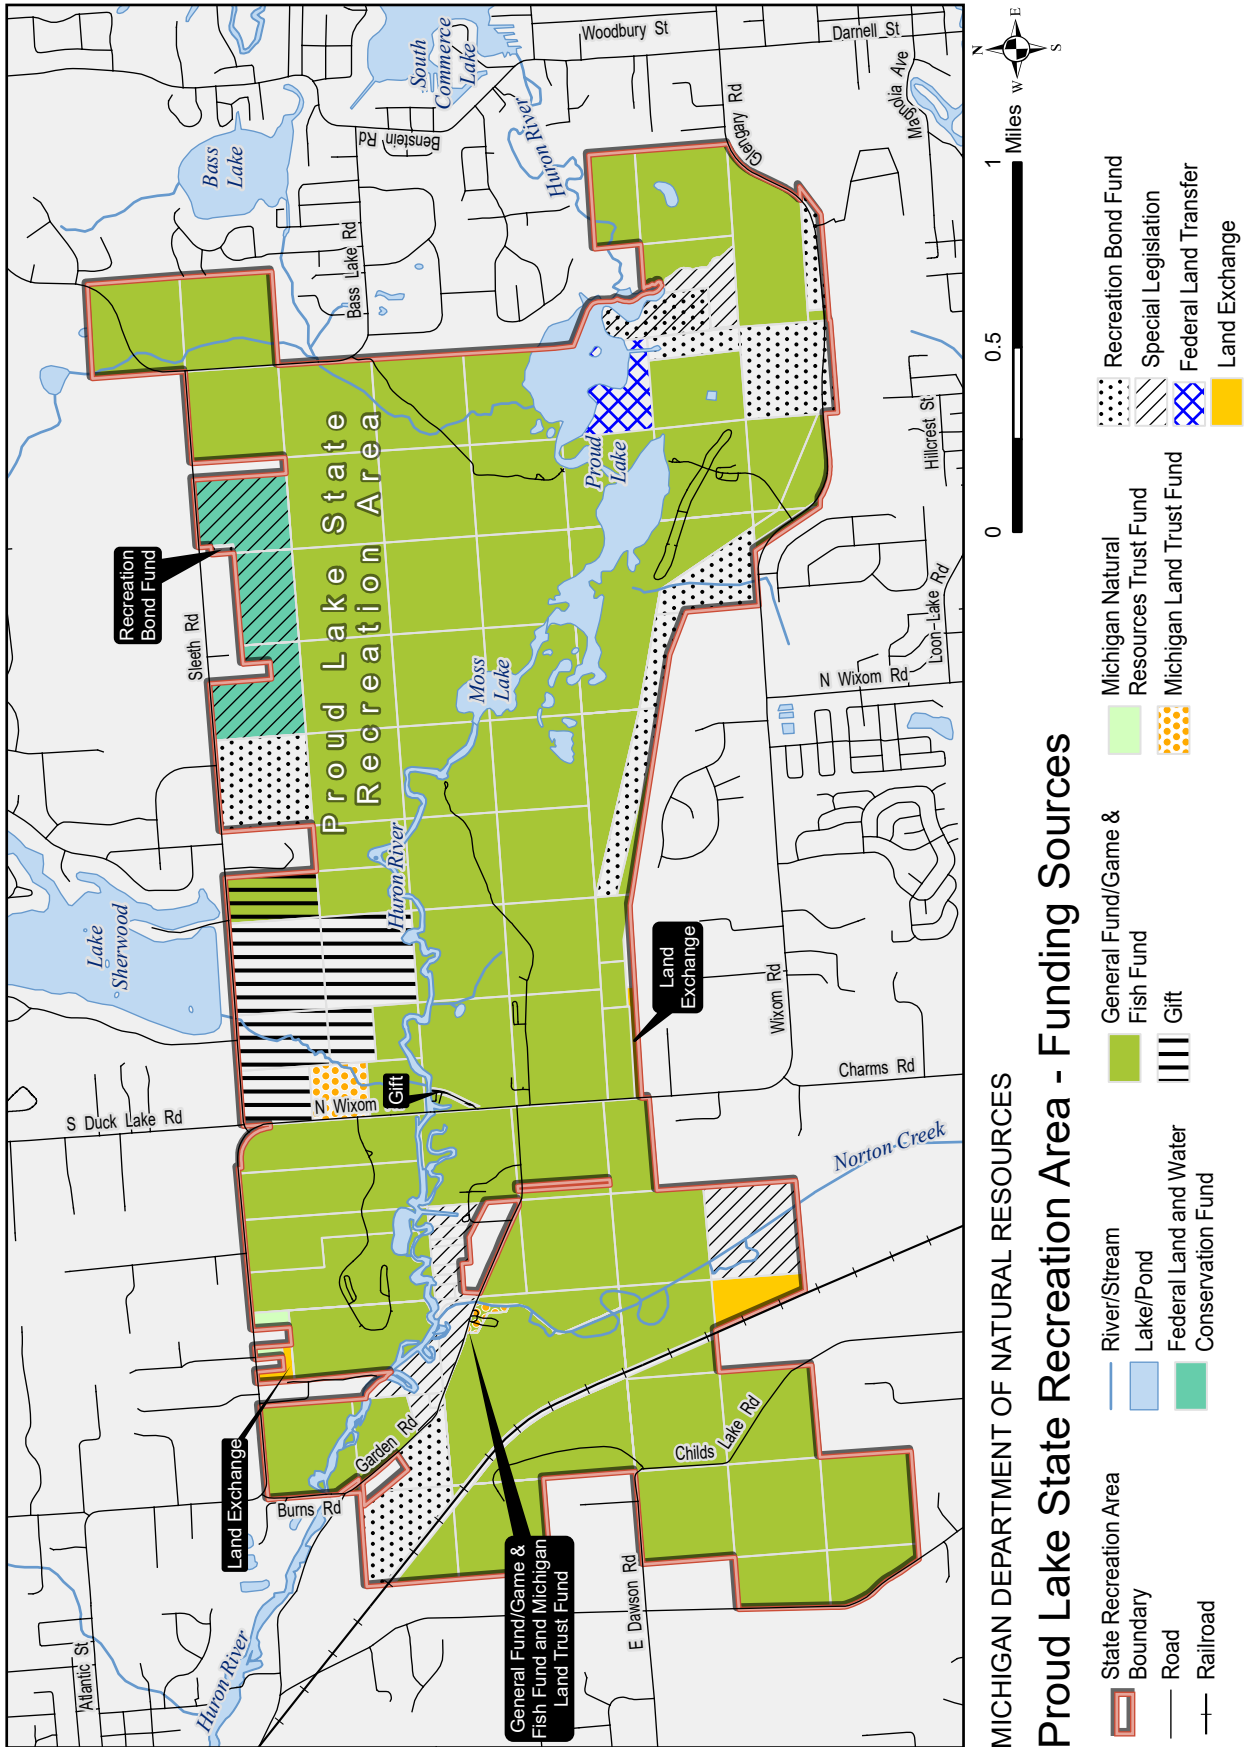 Woodbury St
Darnell St
South
Commerce
Lake
Magnolia Ave
Benstein Rd
Huron River
Glengary Rd
Bass
Lake
Bass Lake Rd
Proud
Lake
Hillcrest St
Proud Lake State
Recreation Area
Recreation
Bond Fund
Sleeth Rd
Moss
Lake
Loon Lake Rd
N Wixom Rd
Lake
Sherwood
Huron River
Land
Exchange
Wixom Rd
Charms Rd
S Duck Lake Rd
N Wixom
Gift
Norton Creek
Land Exchange
Garden Rd
Burns Rd
Childs Lake Rd
General Fund/Game &
Fish Fund and Michigan
Land Trust Fund
E Dawson Rd
Atlantic St
Huron River
MICHIGAN DEPARTMENT OF NATURAL RESOURCES
Proud Lake State Recreation Area - Funding Sources
0
0.5
1
Miles
N
E
S
W
State Recreation Area
Boundary
Road
Railroad
River/Stream
Lake/Pond
Federal Land and Water
Conservation Fund
General Fund/Game &
Fish Fund
Gift
Michigan Natural
Resources Trust Fund
Michigan Land Trust Fund
Recreation Bond Fund
Special Legislation
Federal Land Transfer
Land Exchange